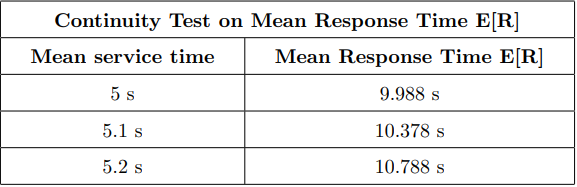 Continuity Test on Mean Response Time E[R]
Mean service time Mean Response Time E[R]
5 s 9.988 s
5.1 s 10.378 s
5.2 s 10.788 s